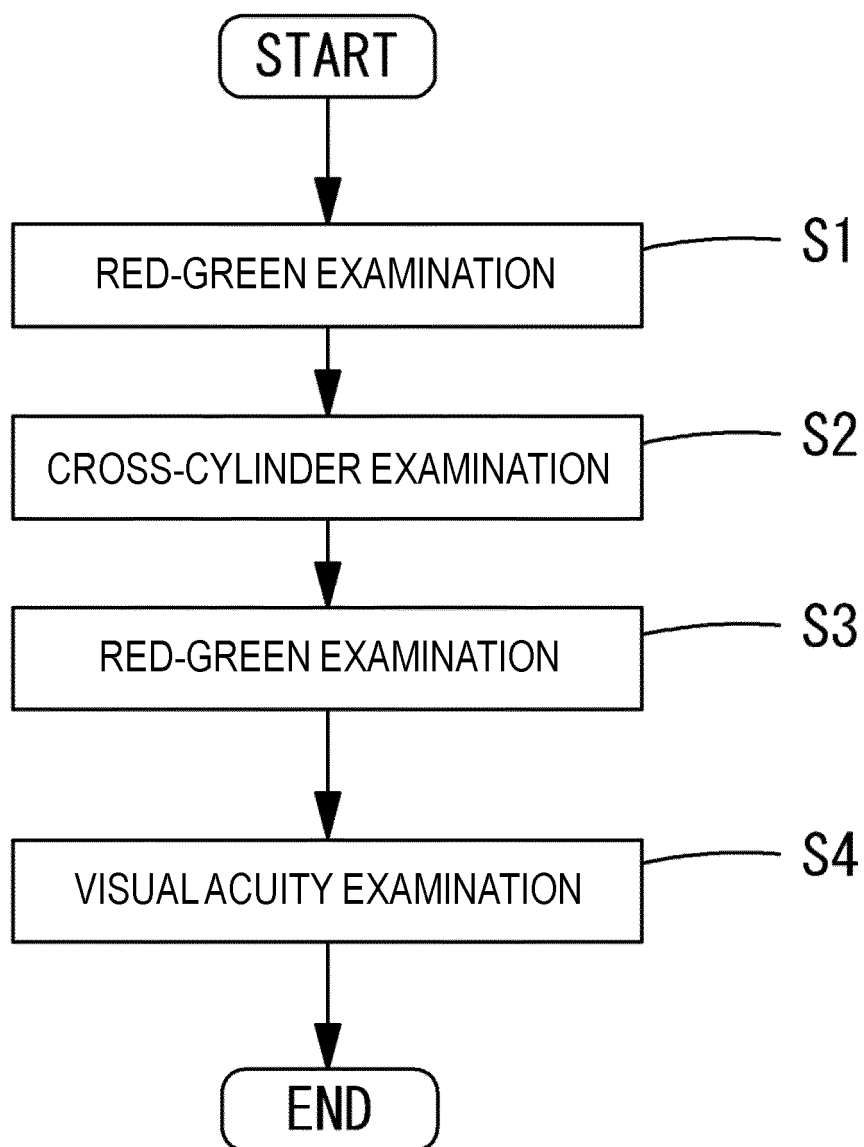 START
RED-GREEN EXAMINATION
S1
CROSS-CYLINDER EXAMINATION
S2
RED-GREEN EXAMINATION
S3
VISUAL ACUITY EXAMINATION
S4
END